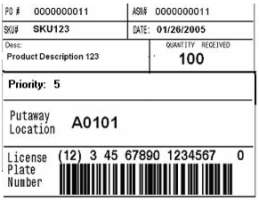 PO # 0000000011 ASN# 0000000011
SKU# SKU123 DATE: 01/26/2005
Desc: QUANTITY RECEIVED
Product Description 123 100
Priority: 5
Putaway
Location A0101
License (12) 3 45 67890 1234567 0
Plate
Number